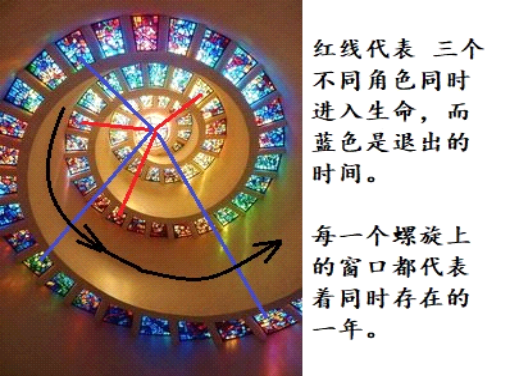 红线代表 三个
不同角色同时
进入生命，而
蓝色是退出的
时间。
每一个螺旋上
的窗口都代表
着同时存在的
一年。